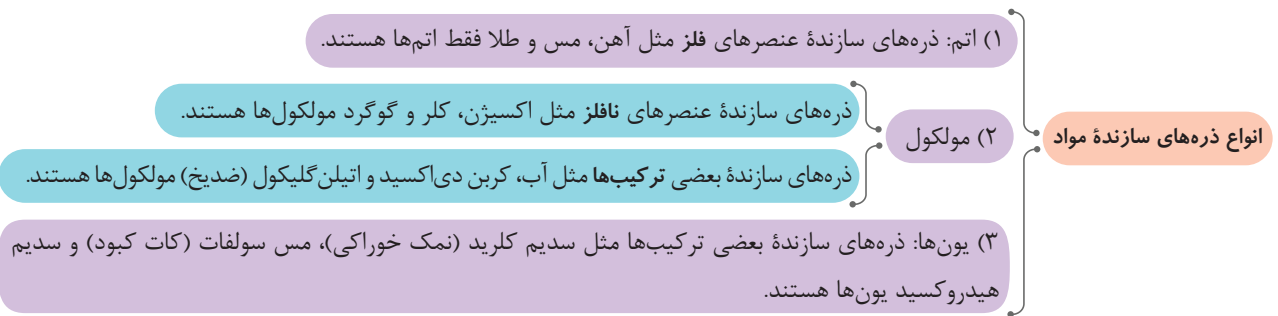 انواع ذره‌های سازندهٔ مواد
۱) اتم: ذره‌های سازندهٔ عنصرهای فلز مثل آهن، مس و طلا فقط اتم‌ها هستند.
۲) مولکول
ذره‌های سازندهٔ عنصرهای نافلز مثل اکسیژن، کلر و گوگرد مولکول‌ها هستند.
ذره‌های سازندهٔ بعضی ترکیب‌ها مثل آب، کربن دی‌اکسید و اتیلن‌گلیکول (ضدیخ) مولکول‌ها هستند.
۳) یون‌ها: ذره‌های سازندهٔ بعضی ترکیب‌ها مثل سدیم کلرید (نمک خوراکی)، مس سولفات (کات کبود) و سدیم
هیدروکسید یون‌ها هستند.